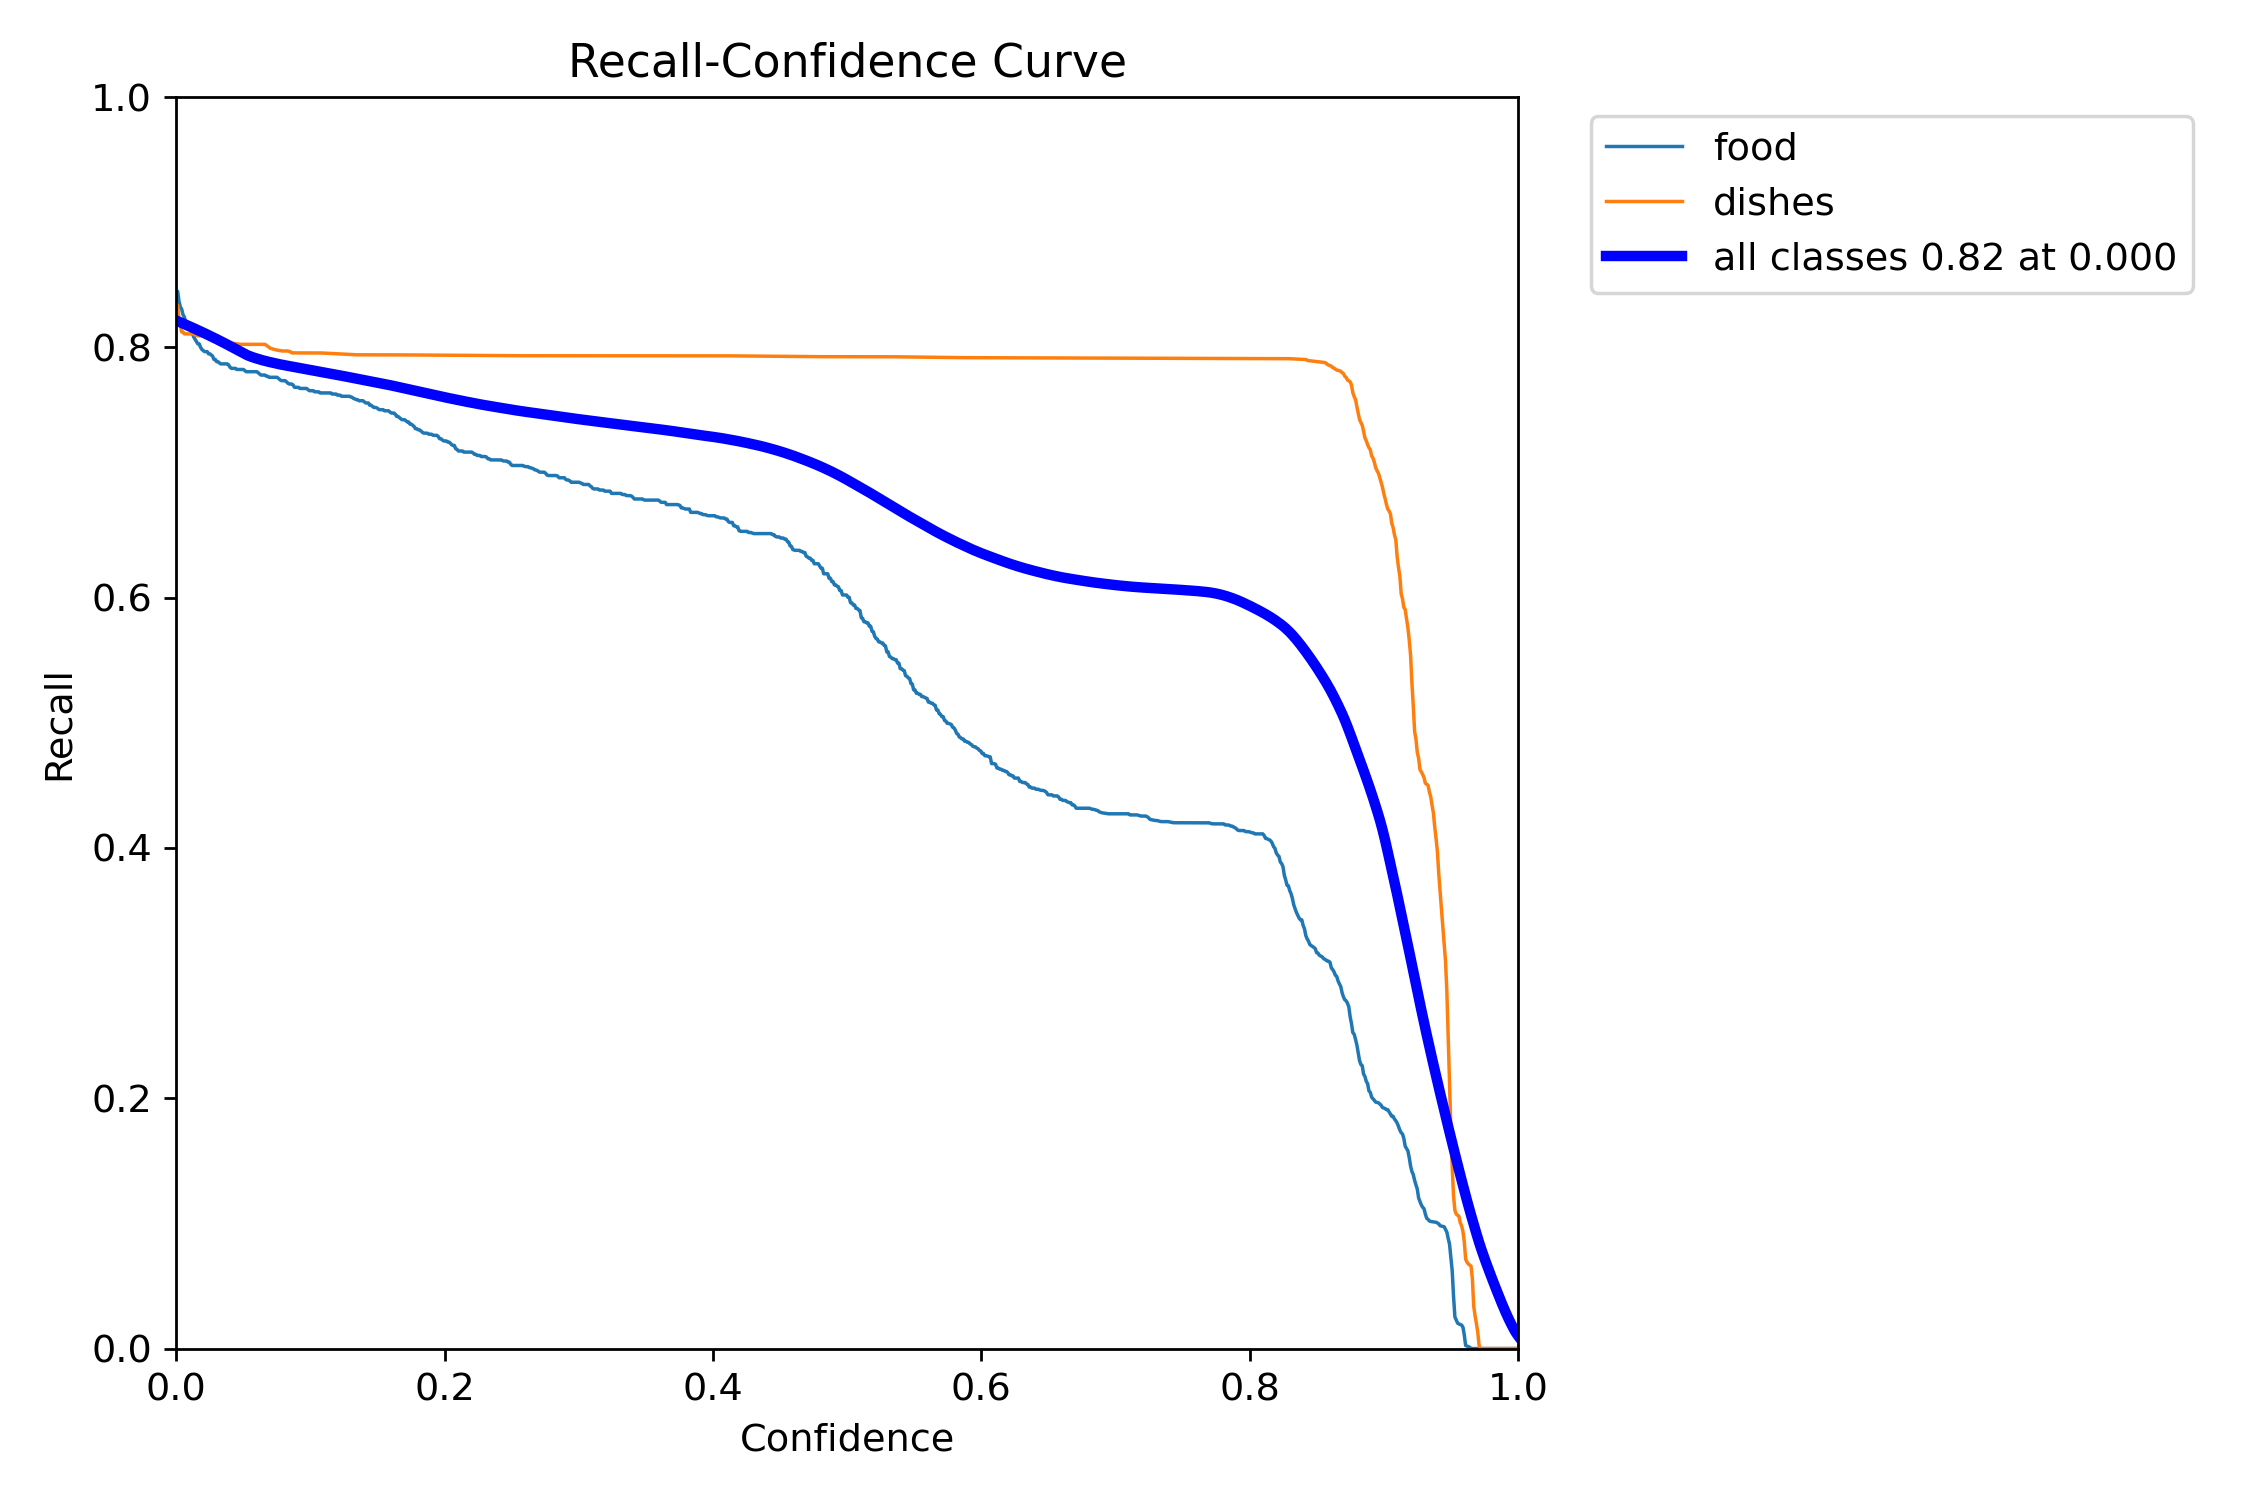 Recall-Confidence Curve
1.0
0.8
0.6
0.4
0.2
0.0
Recall
0.0 0.2 0.4 0.6 0.8 1.0
Confidence
food
dishes
all classes 0.82 at 0.000